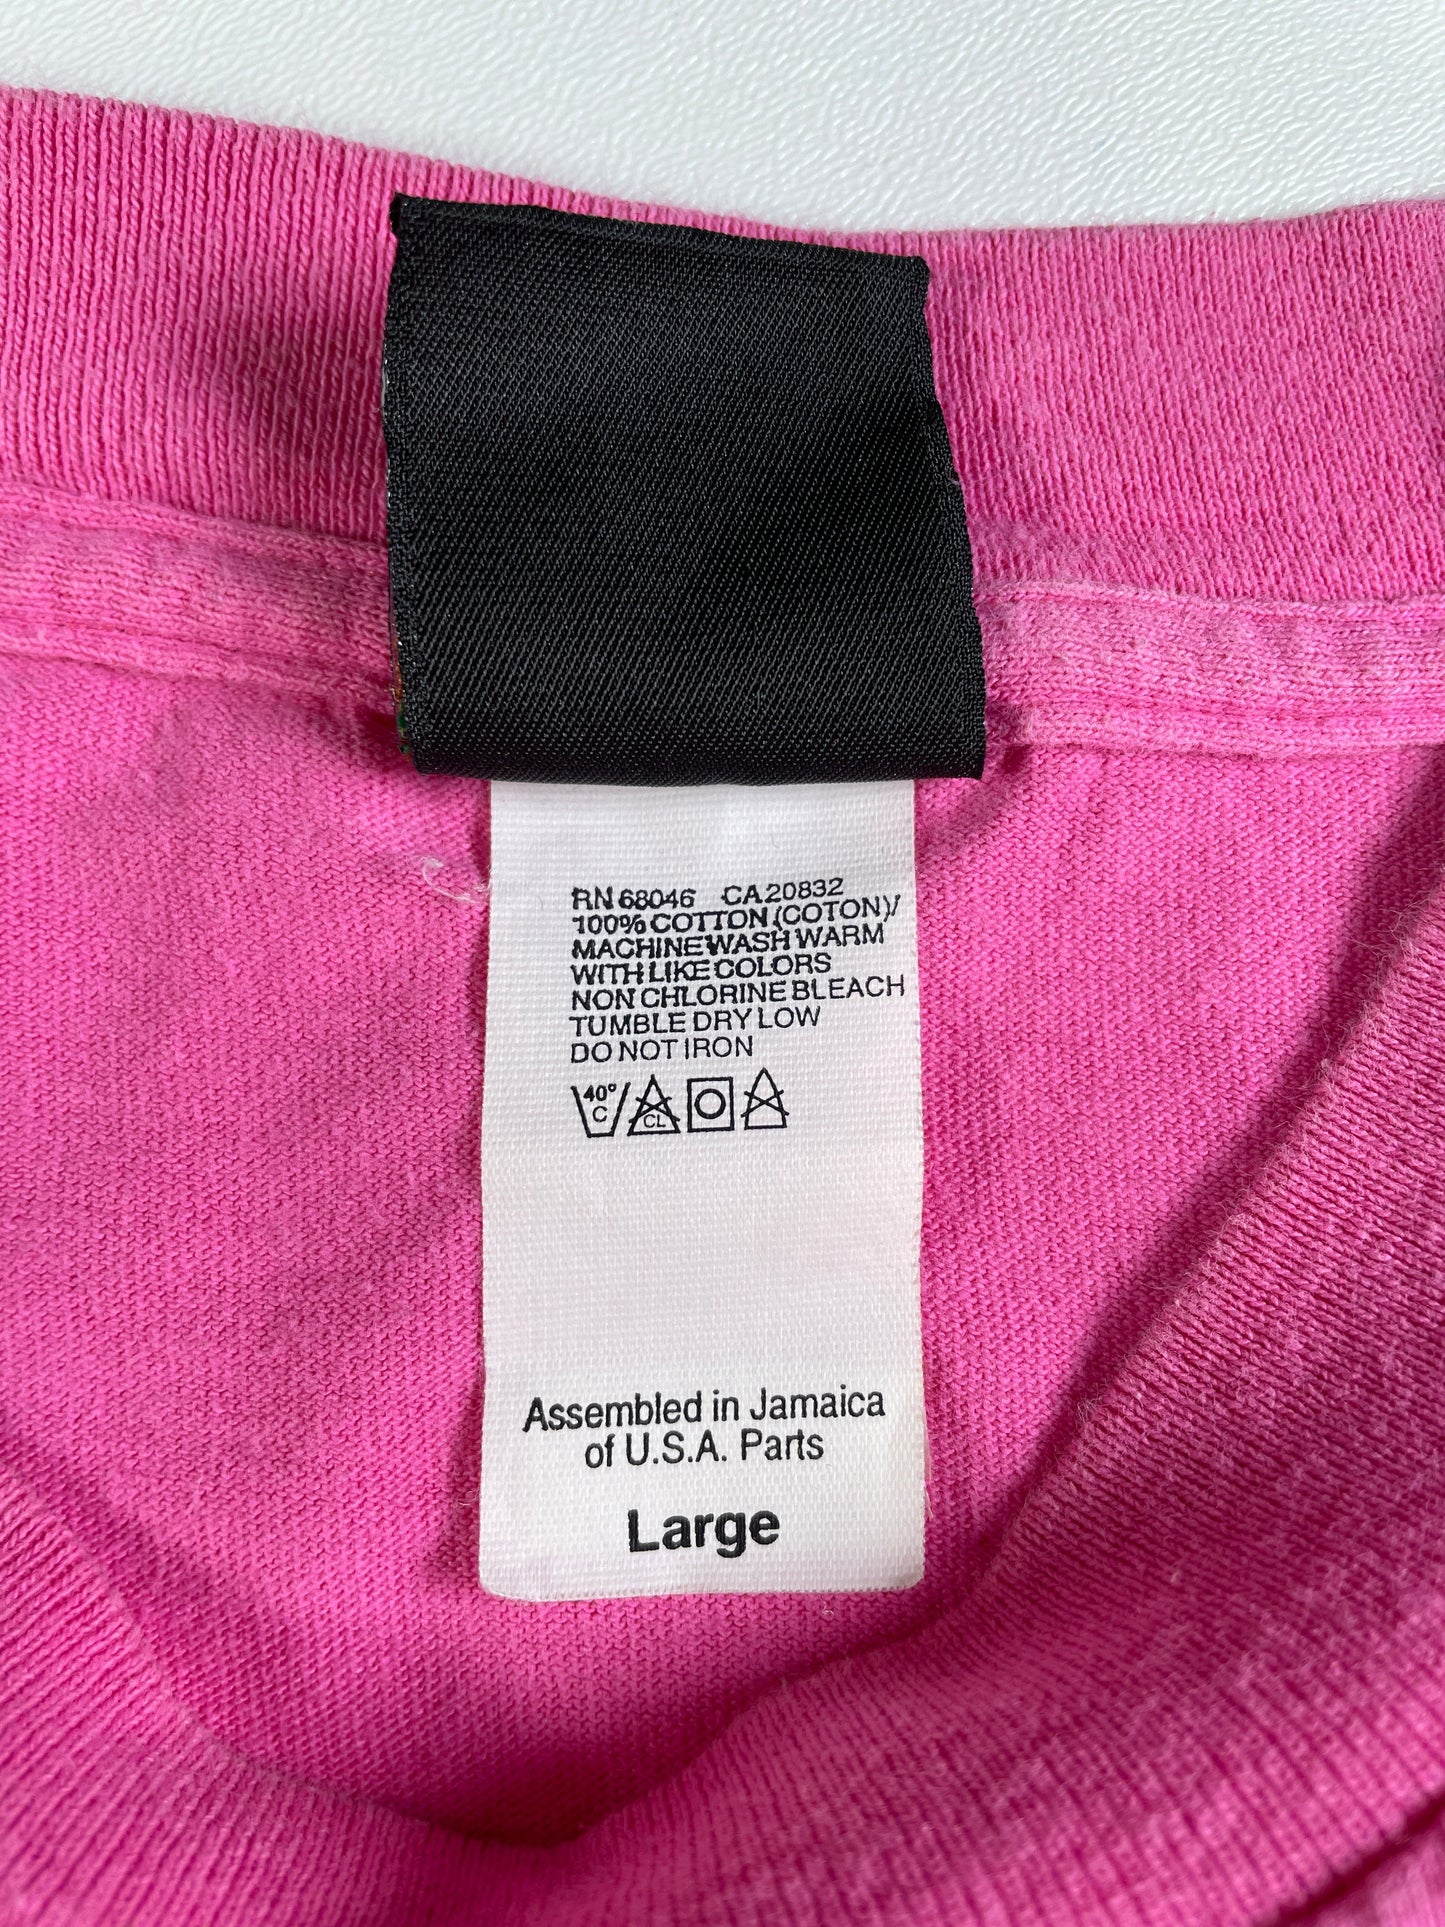 RN 68046 CA 20832
100% COTTON (COTON)/
MACHINE WASH WARM
WITH LIKE COLORS
NON CHLORINE BLEACH
TUMBLE DRY LOW
DO NOT IRON
40°
C
CL
Assembled in Jamaica
of U.S.A. Parts
Large